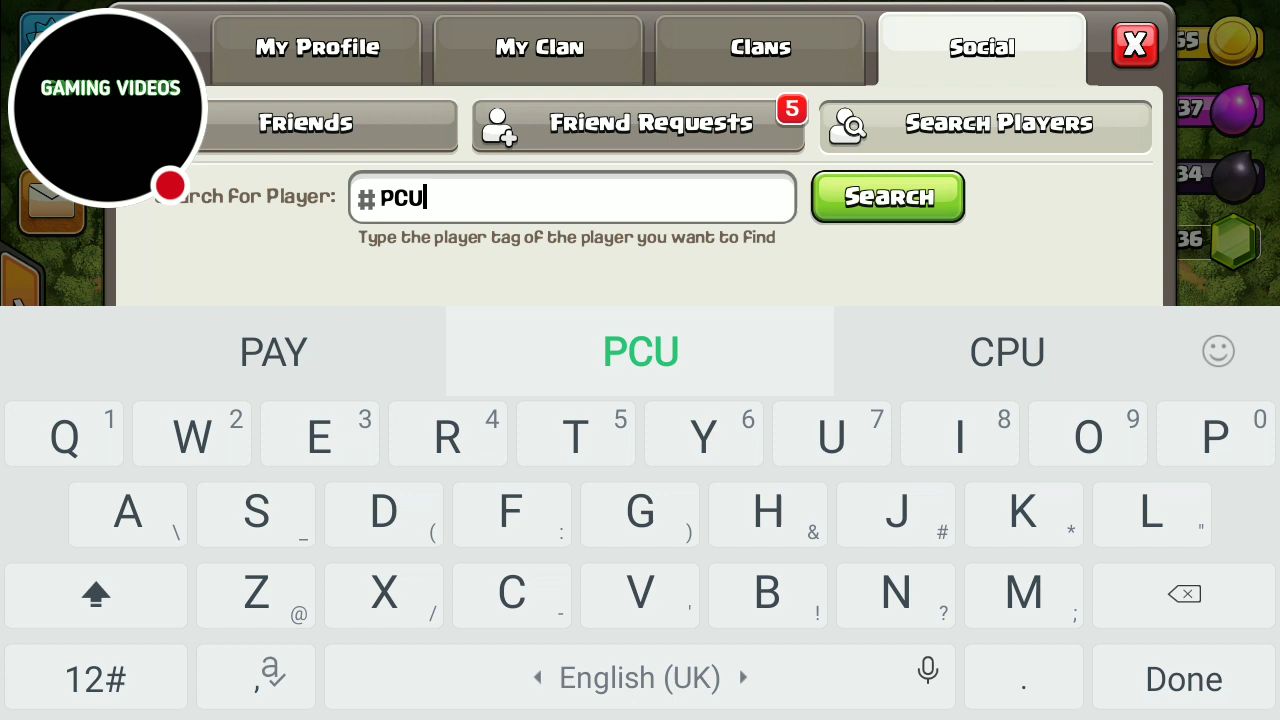 My Profile
My Clan
Clans
Social
X
65
GAMING VIDEOS
Friends
Friend Requests
5
Search Players
37
rch for Player:
# PCU
Search
34
Type the player tag of the player you want to find
36
PAY
PCU
CPU
Q 1 W 2 E 3 R 4 T 5 Y 6 U 7 I 8 O 9 P 0
A \ S _ D ( F : G ) H & J # K * L "
Z @ X / C - V ' B ! N ? M ;
12# , a English (UK) . Done